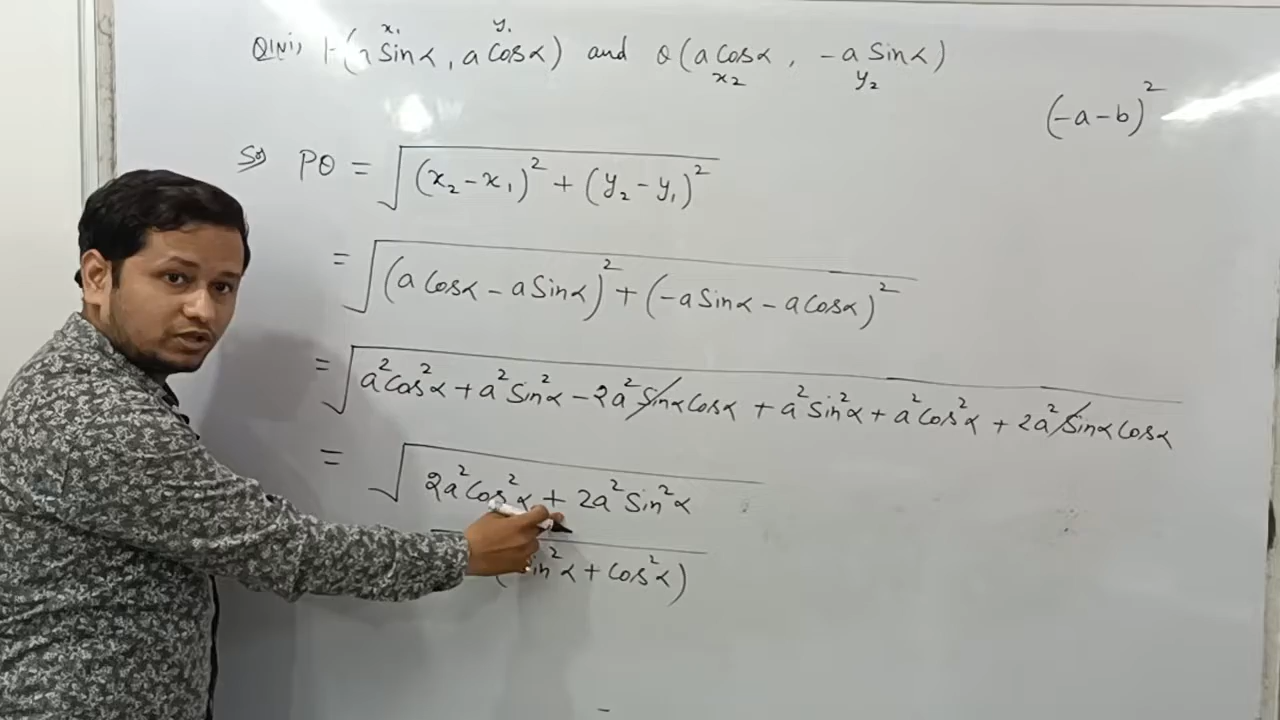 Q1(vi), P(a Sinα, a Cosα) and Q(a Cosα, -a Sinα)
x₁ y₁ x₂ y₂
(-a-b)²
Sol PQ = √((x₂ - x₁)² + (y₂ - y₁)²)
= √((a Cosα - a Sinα)² + (-a Sinα - a Cosα)²)
= √(a²Cos²α + a²Sin²α - 2a² Sinα Cosα + a²Sin²α + a²Cos²α + 2a² Sinα Cosα)
= √(2a²Cos²α + 2a²Sin²α)
(Sin²α + Cos²α)